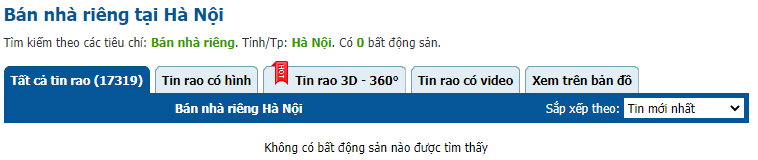 Bán nhà riêng tại Hà Nội
Tìm kiếm theo các tiêu chí: Bán nhà riêng. Tỉnh/Tp: Hà Nội. Có 0 bất động sản.
Tất cả tin rao (17319) Tin rao có hình HOT Tin rao 3D - 360° Tin rao có video Xem trên bản đồ
Bán nhà riêng Hà Nội Sắp xếp theo: Tin mới nhất
Không có bất động sản nào được tìm thấy